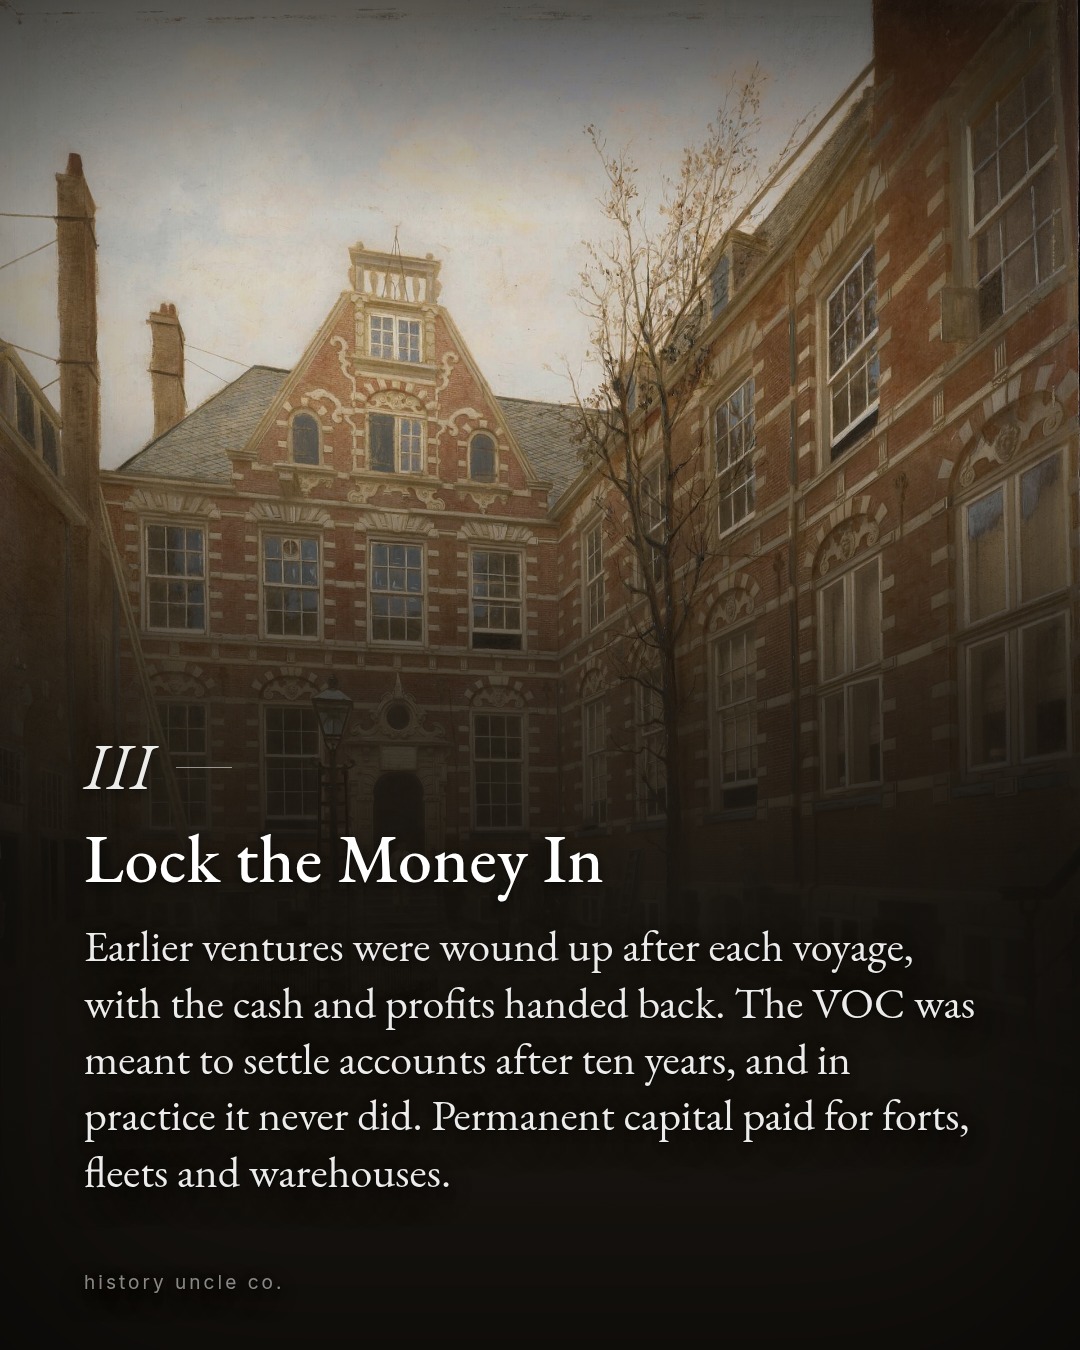 III
Lock the Money In
Earlier ventures were wound up after each voyage,
with the cash and profits handed back. The VOC was
meant to settle accounts after ten years, and in
practice it never did. Permanent capital paid for forts,
fleets and warehouses.
history uncle co.